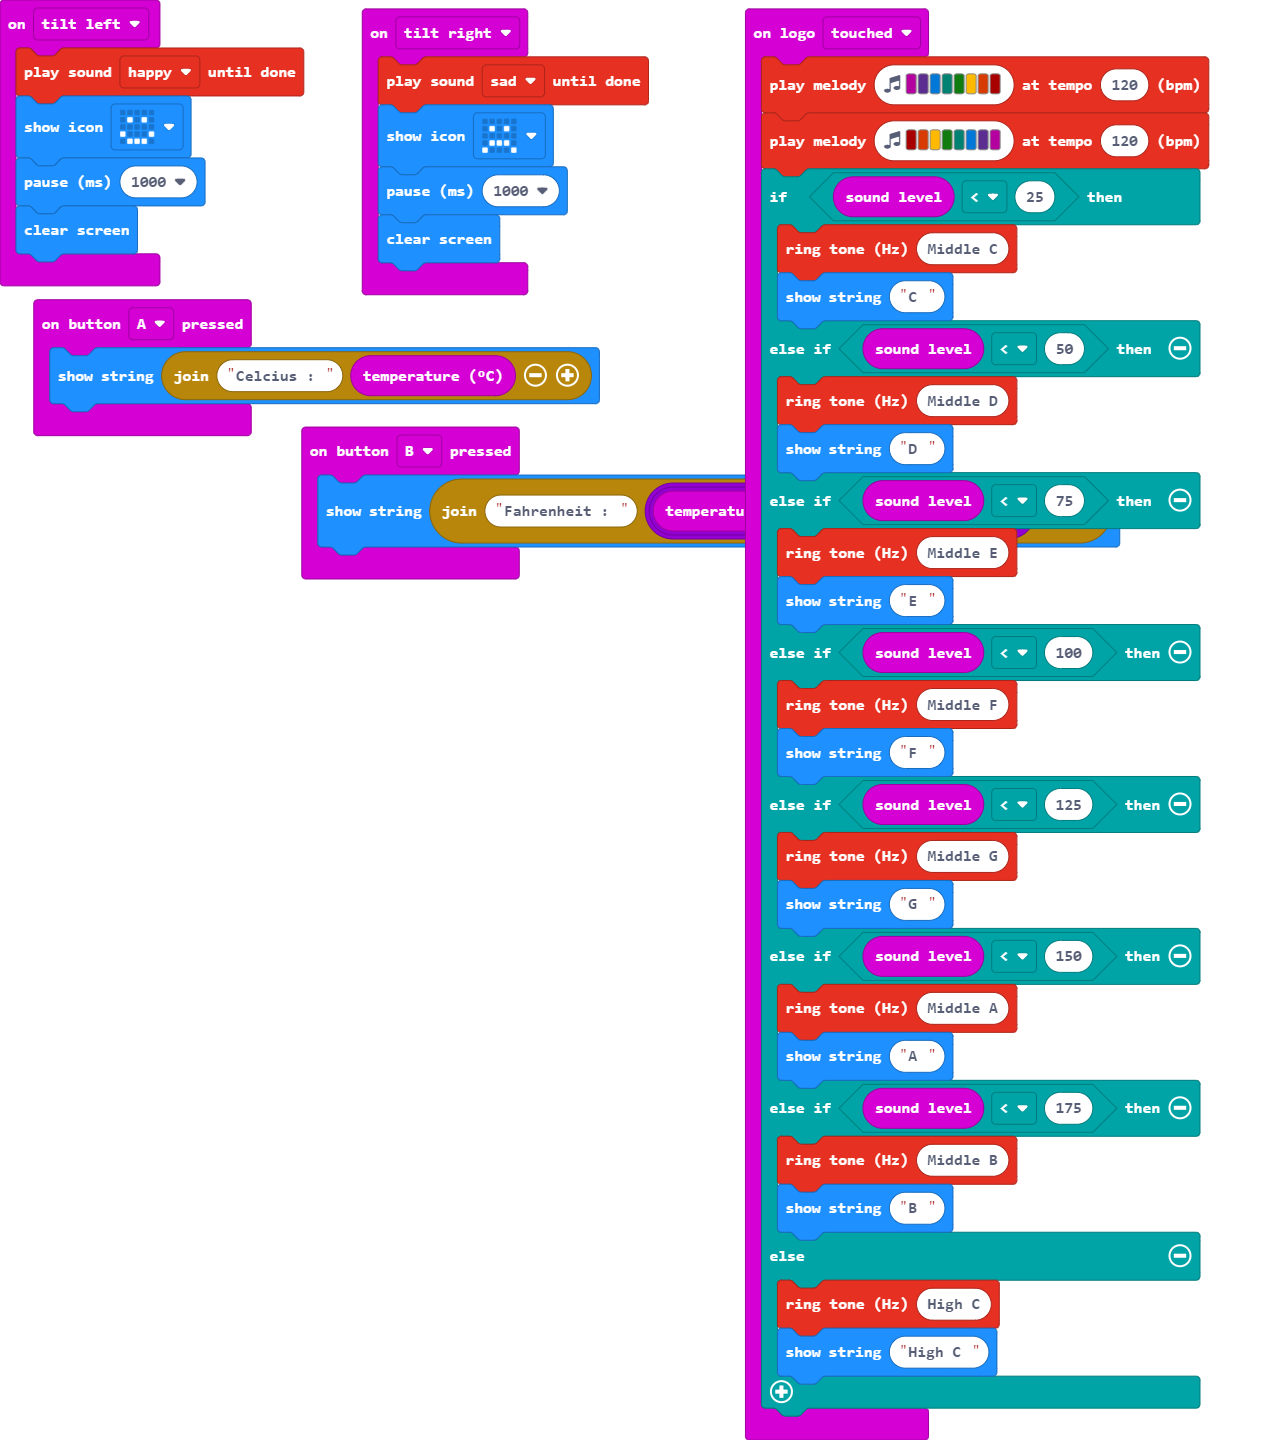 on tilt left
play sound happy until done
show icon
pause (ms) 1000
clear screen
on tilt right
play sound sad until done
show icon
pause (ms) 1000
clear screen
on button A pressed
show string join "Celcius : " temperature (ºC)
on button B pressed
show string join "Fahrenheit : "
on logo touched
play melody at tempo 120 (bpm)
play melody at tempo 120 (bpm)
if sound level < 25 then
ring tone (Hz) Middle C
show string "C "
else if sound level < 50 then
ring tone (Hz) Middle D
show string "D "
else if sound level < 75 then
ring tone (Hz) Middle E
show string "E "
else if sound level < 100 then
ring tone (Hz) Middle F
show string "F "
else if sound level < 125 then
ring tone (Hz) Middle G
show string "G "
else if sound level < 150 then
ring tone (Hz) Middle A
show string "A "
else if sound level < 175 then
ring tone (Hz) Middle B
show string "B "
else
ring tone (Hz) High C
show string "High C "